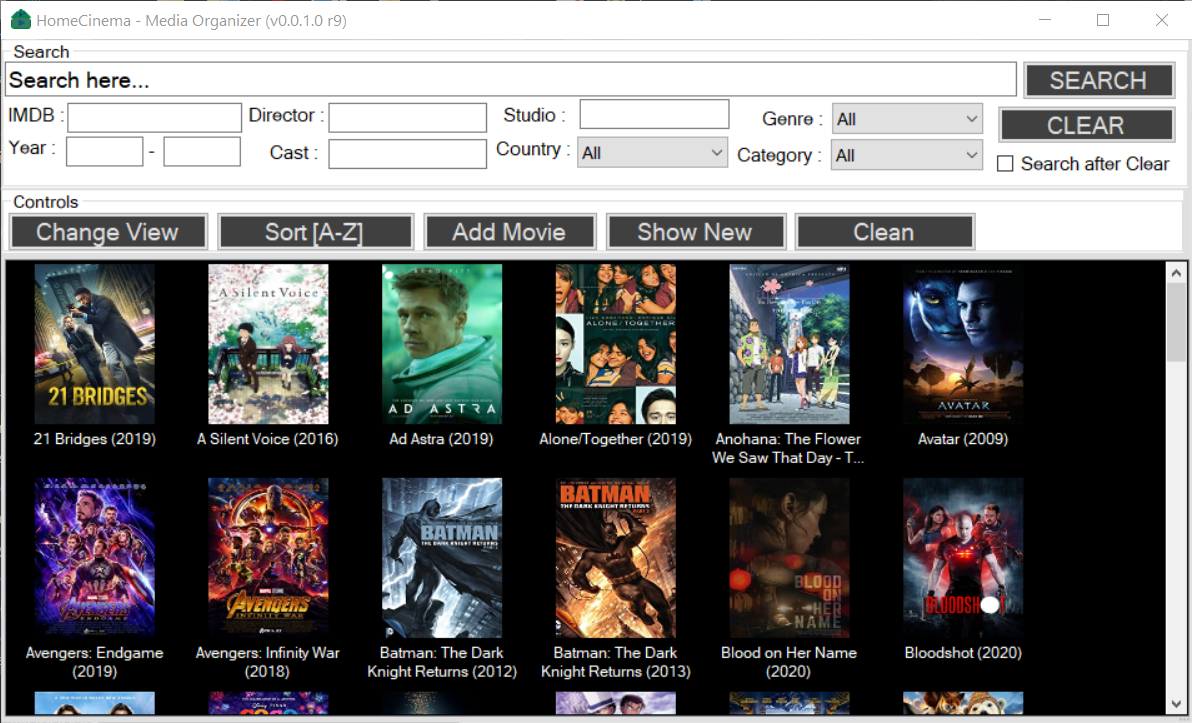 HomeCinema - Media Organizer (v0.0.1.0 r9)
Search
Search here...
SEARCH
IMDB :
Director :
Studio :
Genre :
All
CLEAR
Year :
-
Cast :
Country :
All
Category :
All
Search after Clear
Controls
Change View
Sort [A-Z]
Add Movie
Show New
Clean
21 BRIDGES
A Silent Voice
AD ASTRA
ALONE/TOGETHER
AVATAR
21 Bridges (2019)
A Silent Voice (2016)
Ad Astra (2019)
Alone/Together (2019)
Anohana: The Flower
We Saw That Day - T...
Avatar (2009)
AVENGERS
ENDGAME
AVENGERS
INFINITY WAR
BATMAN
THE DARK KNIGHT RETURNS
BATMAN
THE DARK KNIGHT RETURNS
BLOOD
ON HER
NAME
BLOODSHOT
Avengers: Endgame
(2019)
Avengers: Infinity War
(2018)
Batman: The Dark
Knight Returns (2012)
Batman: The Dark
Knight Returns (2013)
Blood on Her Name
(2020)
Bloodshot (2020)